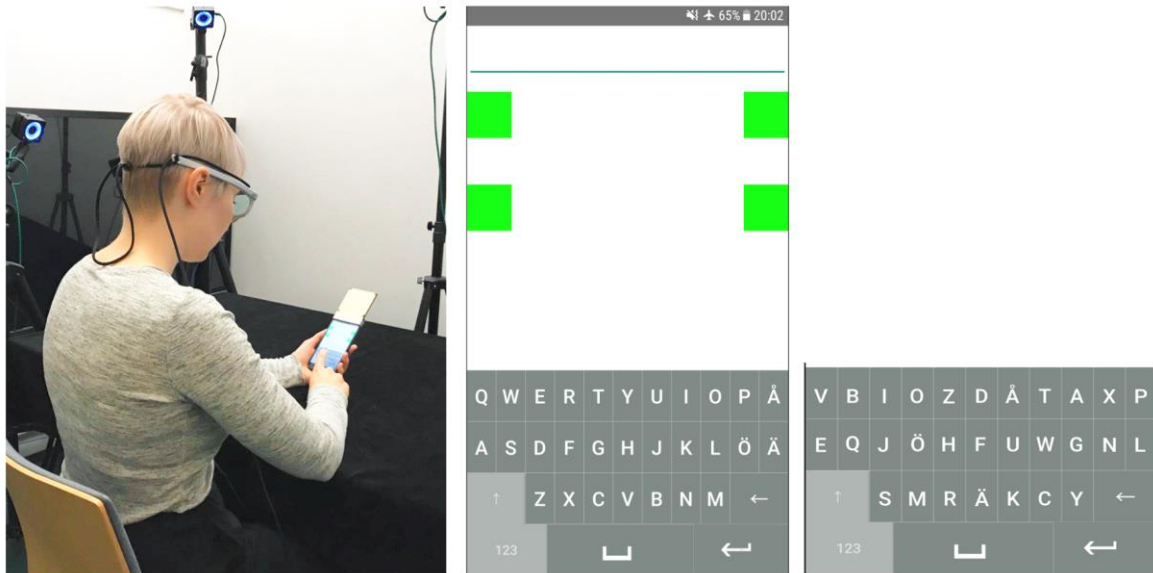 65% 20:02
Q W E R T Y U I O P Å
A S D F G H J K L Ö Ä
↑ Z X C V B N M ←
123
V B I O Z D Å T A X P
E Q J Ö H F U W G N L
↑ S M R Ä K C Y ←
123